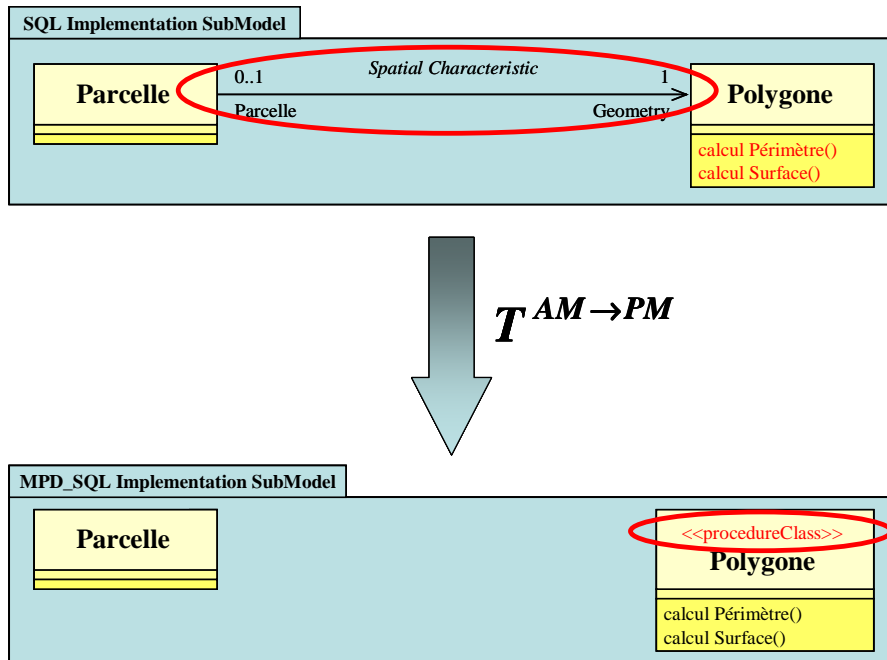 SQL Implementation SubModel
Parcelle
0..1
Spatial Characteristic
1
Parcelle
Geometry
Polygone
calcul Périmètre()
calcul Surface()
T AM→PM
MPD_SQL Implementation SubModel
Parcelle
<<procedureClass>>
Polygone
calcul Périmètre()
calcul Surface()